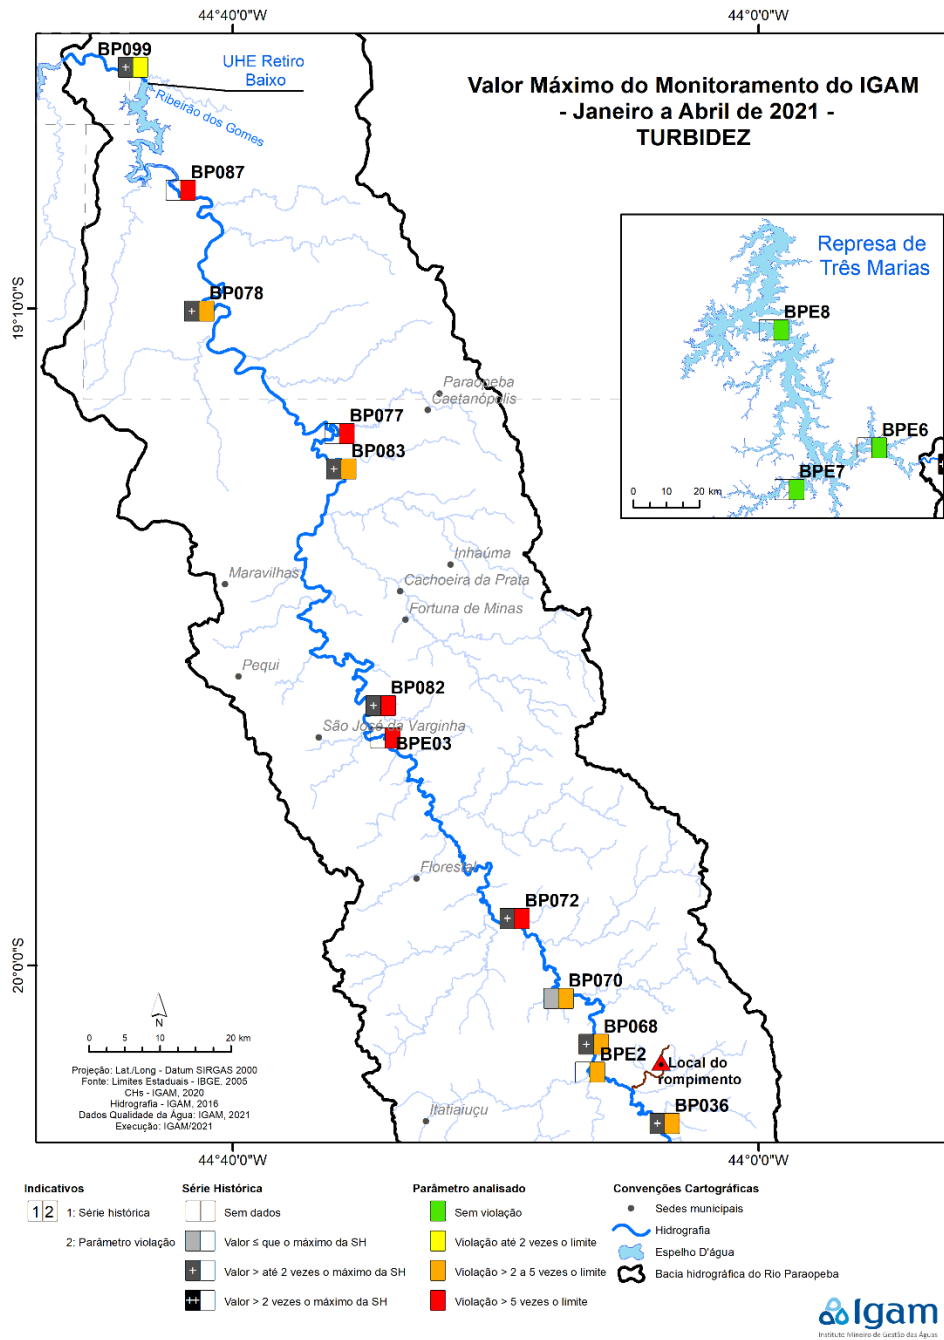 44°40'0"W
4°0'0"W
BP099
UHE Retiro
Baixo
Ribeirão dos Gomes
Valor Máximo do Monitoramento do IGAM
- Janeiro a Abril de 2021 -
TURBIDEZ
BP087
Represa de
Três Marias
BPE8
BPE6
BPE7
0 10 20 km
19°10'0"S
BP078
Paraopeba
Caetanópolis
BP077
BP083
Inhaúma
Maravilhas
Cachoeira da Prata
Fortuna de Minas
Pequi
BP082
São José da Varginha
BPE03
Florestal
BP072
20°0'0"S
BP070
BP068
BPE2
Local do
rompimento
BP036
Itatiaiuçu
N
0 5 10 20 km
Projeção: Lat./Long - Datum SIRGAS 2000
Fonte: Limites Estaduais - IBGE, 2005
CHs - IGAM, 2020
Hidrografia - IGAM, 2016
Dados Qualidade da Água: IGAM, 2021
Execução: IGAM/2021
44°40'0"W
4°0'0"W
Indicativos
1 2 1: Série histórica
2: Parâmetro violação
Série Histórica
Sem dados
Valor ≤ que o máximo da SH
+ Valor > até 2 vezes o máximo da SH
++ Valor > 2 vezes o máximo da SH
Parâmetro analisado
Sem violação
Violação até 2 vezes o limite
Violação > 2 a 5 vezes o limite
Violação > 5 vezes o limite
Convenções Cartográficas
Sedes municipais
Hidrografia
Espelho D'água
Bacia hidrográfica do Rio Paraopeba
Igam
Instituto Mineiro de Gestão das Águas